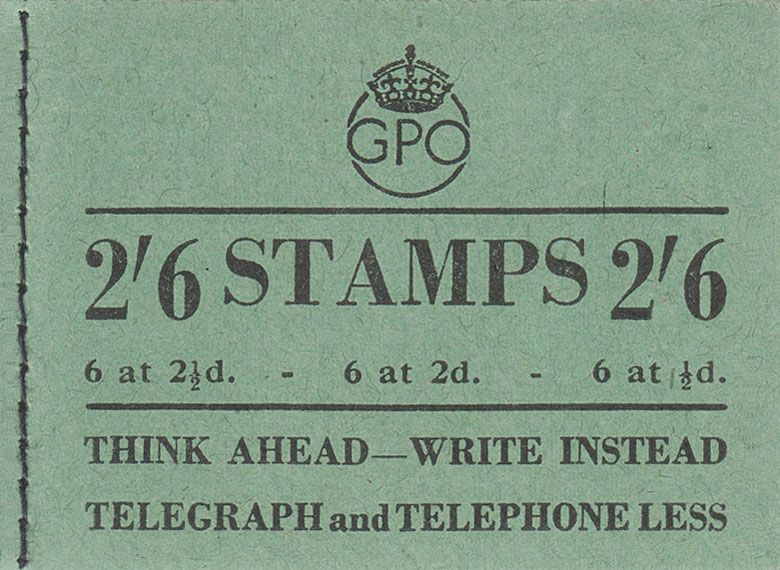 GPO
2'6 STAMPS 2'6
6 at 2½d. - 6 at 2d. - 6 at ½d.
THINK AHEAD—WRITE INSTEAD
TELEGRAPH and TELEPHONE LESS